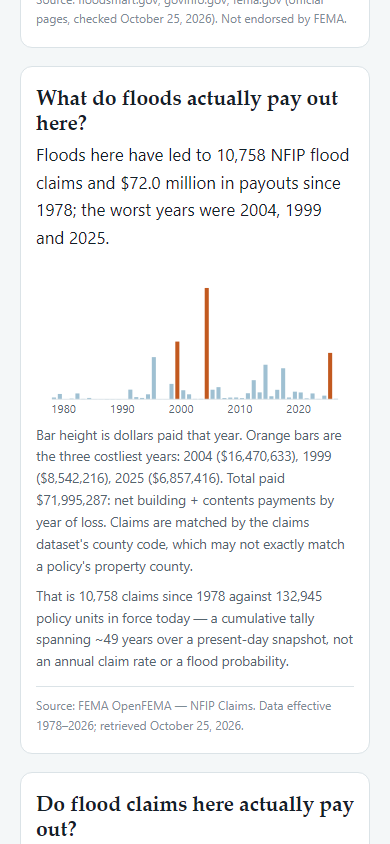 Source: floodsmart.gov, govinfo.gov, fema.gov (official
pages, checked October 25, 2026). Not endorsed by FEMA.
What do floods actually pay out
here?
Floods here have led to 10,758 NFIP flood
claims and $72.0 million in payouts since
1978; the worst years were 2004, 1999
and 2025.
1980 1990 2000 2010 2020
Bar height is dollars paid that year. Orange bars are
the three costliest years: 2004 ($16,470,633), 1999
($8,542,216), 2025 ($6,857,416). Total paid
$71,995,287: net building + contents payments by
year of loss. Claims are matched by the claims
dataset's county code, which may not exactly match
a policy's property county.
That is 10,758 claims since 1978 against 132,945
policy units in force today — a cumulative tally
spanning ~49 years over a present-day snapshot, not
an annual claim rate or a flood probability.
Source: FEMA OpenFEMA — NFIP Claims. Data effective
1978–2026; retrieved October 25, 2026.
Do flood claims here actually pay
out?